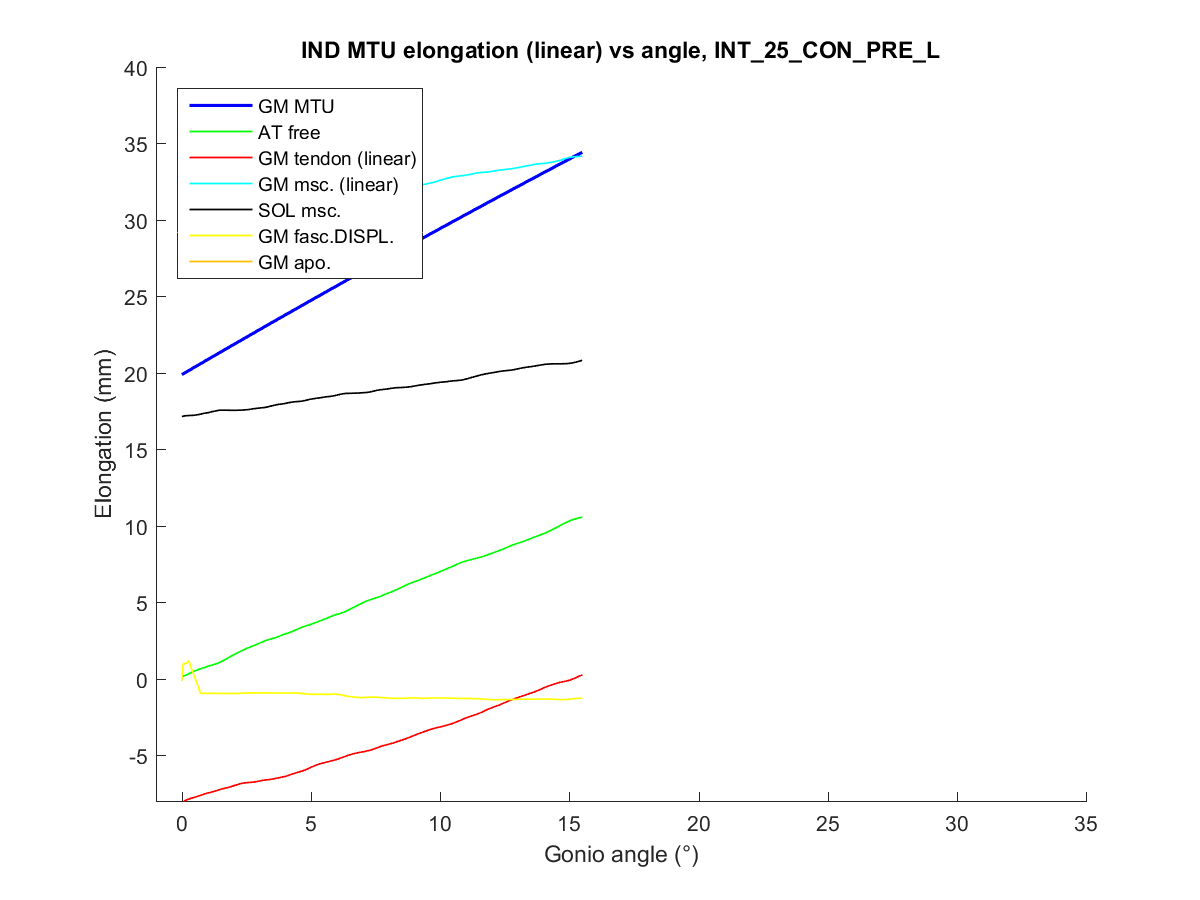 IND MTU elongation (linear) vs angle, INT_25_CON_PRE_L
40
35
30
25
20
15
10
5
0
-5
GM MTU
AT free
GM tendon (linear)
GM msc. (linear)
SOL msc.
GM fasc.DISPL.
GM apo.
Elongation (mm)
0 5 10 15 20 25 30 35
Gonio angle (°)